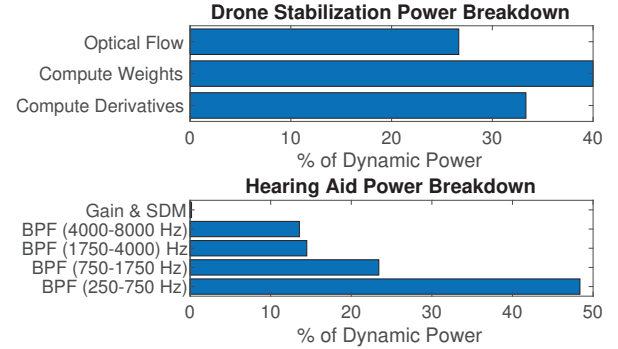 Drone Stabilization Power Breakdown
Optical Flow
Compute Weights
Compute Derivatives
0 10 20 30 40
% of Dynamic Power
Hearing Aid Power Breakdown
Gain & SDM
BPF (4000-8000 Hz)
BPF (1750-4000) Hz
BPF (750-1750 Hz)
BPF (250-750 Hz)
0 10 20 30 40 50
% of Dynamic Power